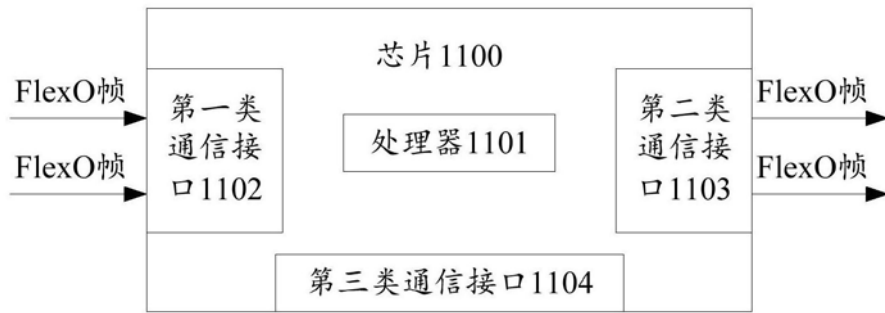 芯片1100
FlexO帧
FlexO帧
第一类
通信接
口1102
处理器1101
第二类
通信接
口1103
FlexO帧
FlexO帧
第三类通信接口1104